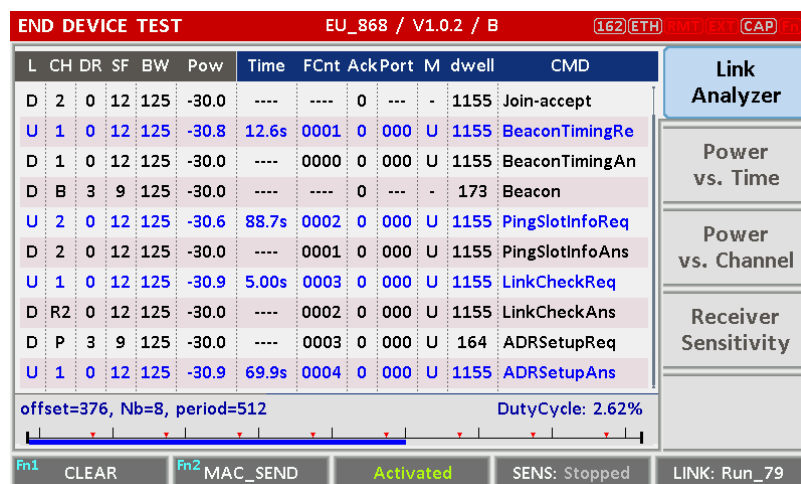 END DEVICE TEST EU_868 / V1.0.2 / B 162 ETH RMT EXT CAP Fn
L CH DR SF BW Pow Time FCnt Ack Port M dwell CMD
D 2 0 12 125 -30.0 ---- ---- 0 --- - 1155 Join-accept
U 1 0 12 125 -30.8 12.6s 0001 0 000 U 1155 BeaconTimingRe
D 1 0 12 125 -30.0 ---- 0000 0 000 U 1155 BeaconTimingAn
D B 3 9 125 -30.0 ---- ---- 0 --- - 173 Beacon
U 2 0 12 125 -30.6 88.7s 0002 0 000 U 1155 PingSlotInfoReq
D 2 0 12 125 -30.0 ---- 0001 0 000 U 1155 PingSlotInfoAns
U 1 0 12 125 -30.9 5.00s 0003 0 000 U 1155 LinkCheckReq
D R2 0 12 125 -30.0 ---- 0002 0 000 U 1155 LinkCheckAns
D P 3 9 125 -30.0 ---- 0003 0 000 U 164 ADRSetupReq
U 1 0 12 125 -30.9 69.9s 0004 0 000 U 1155 ADRSetupAns
offset=376, Nb=8, period=512 DutyCycle: 2.62%
Link
Analyzer
Power
vs. Time
Power
vs. Channel
Receiver
Sensitivity
Fn1 CLEAR Fn2 MAC_SEND Activated SENS: Stopped LINK: Run_79